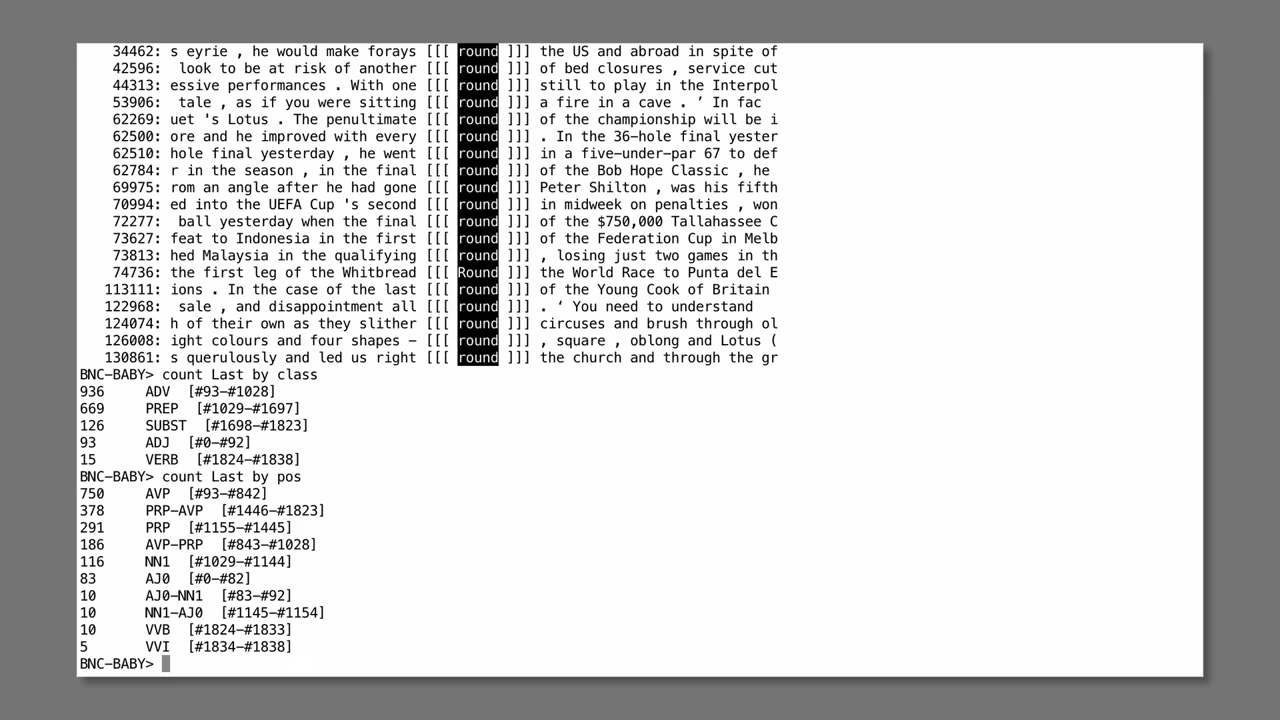 34462: s eyrie , he would make forays [[[ round ]]] the US and abroad in spite of
42596:  look to be at risk of another [[[ round ]]] of bed closures , service cut
44313: essive performances . With one [[[ round ]]] still to play in the Interpol
53906:  tale , as if you were sitting [[[ round ]]] a fire in a cave . ’ In fac
62269: uet 's Lotus . The penultimate [[[ round ]]] of the championship will be i
62500: ore and he improved with every [[[ round ]]] . In the 36-hole final yester
62510: hole final yesterday , he went [[[ round ]]] in a five-under-par 67 to def
62784: r in the season , in the final [[[ round ]]] of the Bob Hope Classic , he
69975: rom an angle after he had gone [[[ round ]]] Peter Shilton , was his fifth
70994: ed into the UEFA Cup 's second [[[ round ]]] in midweek on penalties , won
72277:  ball yesterday when the final [[[ round ]]] of the $750,000 Tallahassee C
73627: feat to Indonesia in the first [[[ round ]]] of the Federation Cup in Melb
73813: hed Malaysia in the qualifying [[[ round ]]] , losing just two games in th
74736: the first leg of the Whitbread [[[ Round ]]] the World Race to Punta del E
113111: ions . In the case of the last [[[ round ]]] of the Young Cook of Britain
122968:  sale , and disappointment all [[[ round ]]] . ‘ You need to understand
124074: h of their own as they slither [[[ round ]]] circuses and brush through ol
126008: ight colours and four shapes — [[[ round ]]] , square , oblong and Lotus (
130861: s querulously and led us right [[[ round ]]] the church and through the gr
BNC-BABY> count Last by class
936     ADV  [#93-#1028]
669     PREP  [#1029-#1697]
126     SUBST  [#1698-#1823]
93      ADJ  [#0-#92]
15      VERB  [#1824-#1838]
BNC-BABY> count Last by pos
750     AVP  [#93-#842]
378     PRP-AVP  [#1446-#1823]
291     PRP  [#1155-#1445]
186     AVP-PRP  [#843-#1028]
116     NN1  [#1029-#1144]
83      AJ0  [#0-#82]
10      AJ0-NN1  [#83-#92]
10      NN1-AJ0  [#1145-#1154]
10      VVB  [#1824-#1833]
5       VVI  [#1834-#1838]
BNC-BABY>